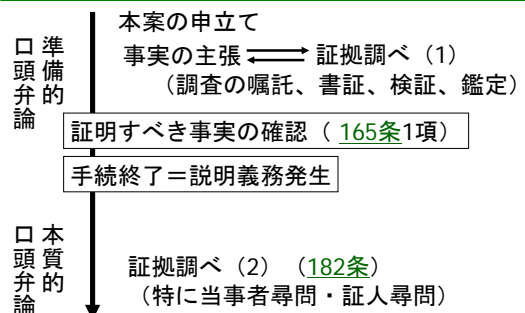 準備的
口頭弁論
本案の申立て
事実の主張 証拠調べ（1）
（調査の嘱託、書証、検証、鑑定）
証明すべき事実の確認（ 165条1項）
手続終了＝説明義務発生
本質的
口頭弁論
証拠調べ（2）（182条）
（特に当事者尋問・証人尋問）